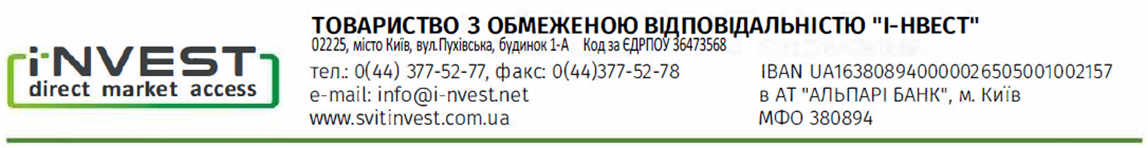 i-NVEST
direct market access
ТОВАРИСТВО З ОБМЕЖЕНОЮ ВІДПОВІДАЛЬНІСТЮ "І-НВЕСТ"
02225, місто Київ, вул.Пухівська, будинок 1-А Код за ЄДРПОУ 36473568
тел.: 0(44) 377-52-77, факс: 0(44)377-52-78
e-mail: info@i-nvest.net
www.svitinvest.com.ua
IBAN UA163808940000026505001002157
в АТ "АЛЬПАРІ БАНК", м. Київ
МФО 380894